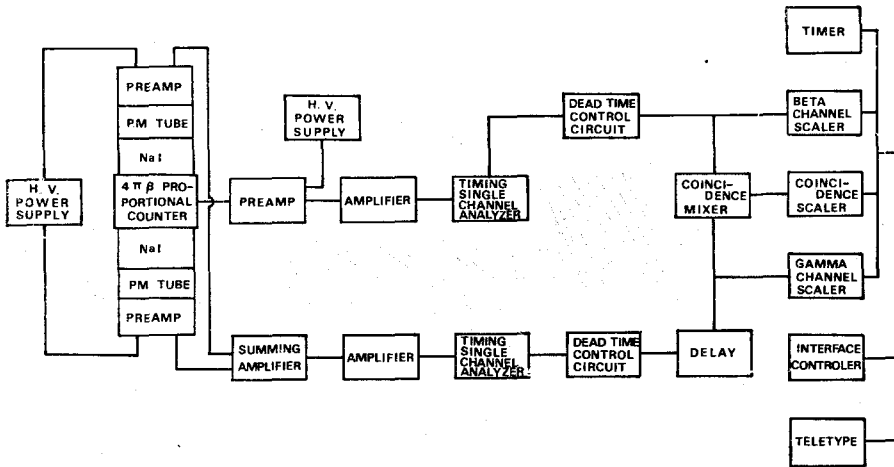 TIMER
PREAMP
P.M TUBE
NaI
4 π β PRO-
PORTIONAL
COUNTER
NaI
PM TUBE
PREAMP
H. V.
POWER
SUPPLY
H. V.
POWER
SUPPLY
PREAMP
AMPLIFIER
TIMING
SINGLE
CHANNEL
ANALYZER
DEAD TIME
CONTROL
CIRCUIT
BETA
CHANNEL
SCALER
COINCI-
DENCE
MIXER
COINCI-
DENCE
SCALER
GAMMA
CHANNEL
SCALER
SUMMING
AMPLIFIER
AMPLIFIER
TIMING
SINGLE
CHANNEL
ANALYZER
DEAD TIME
CONTROL
CIRCUIT
DELAY
INTERFACE
CONTROLER
TELETYPE